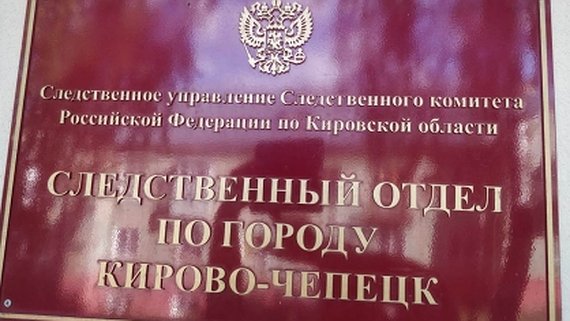 Следственное управление Следственного комитета
Российской Федерации по Кировской области
СЛЕДСТВЕННЫЙ ОТДЕЛ
ПО ГОРОДУ
КИРОВО-ЧЕПЕЦК